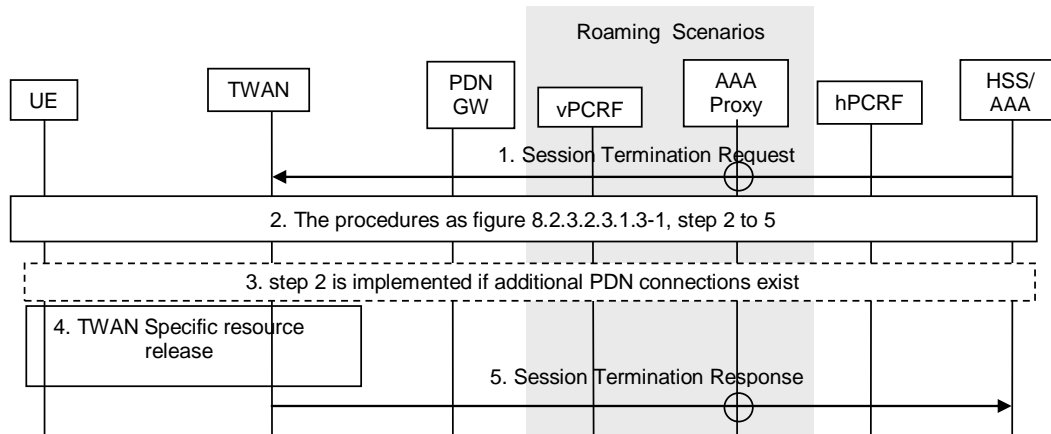 Roaming Scenarios
UE
TWAN
PDN
GW
vPCRF
AAA
Proxy
hPCRF
HSS/
AAA
1. Session Termination Request
2. The procedures as figure 8.2.3.2.3.1.3-1, step 2 to 5
3. step 2 is implemented if additional PDN connections exist
4. TWAN Specific resource
release
5. Session Termination Response